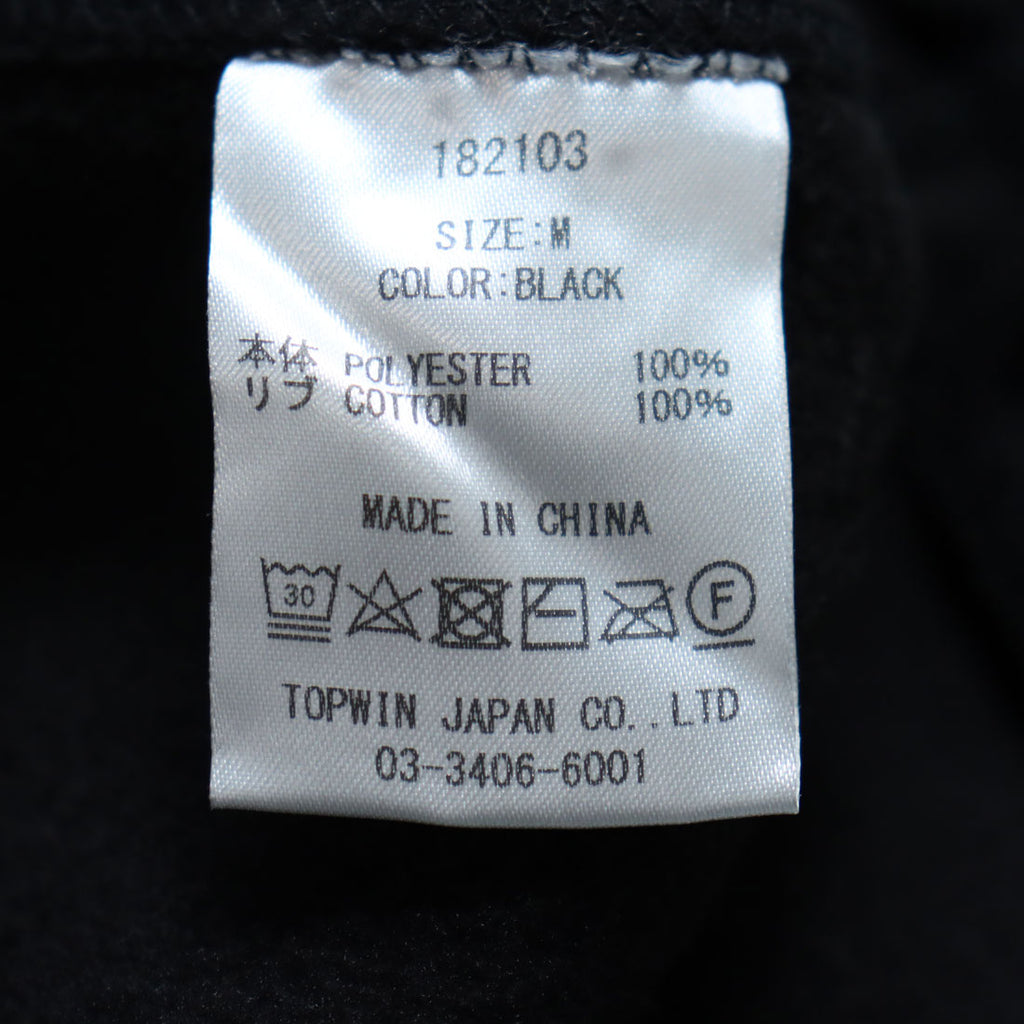 182103
SIZE:M
COLOR:BLACK
本体 POLYESTER 100%
リブ COTTON 100%
MADE IN CHINA
30 F
TOPWIN JAPAN CO.,LTD
03-3406-6001